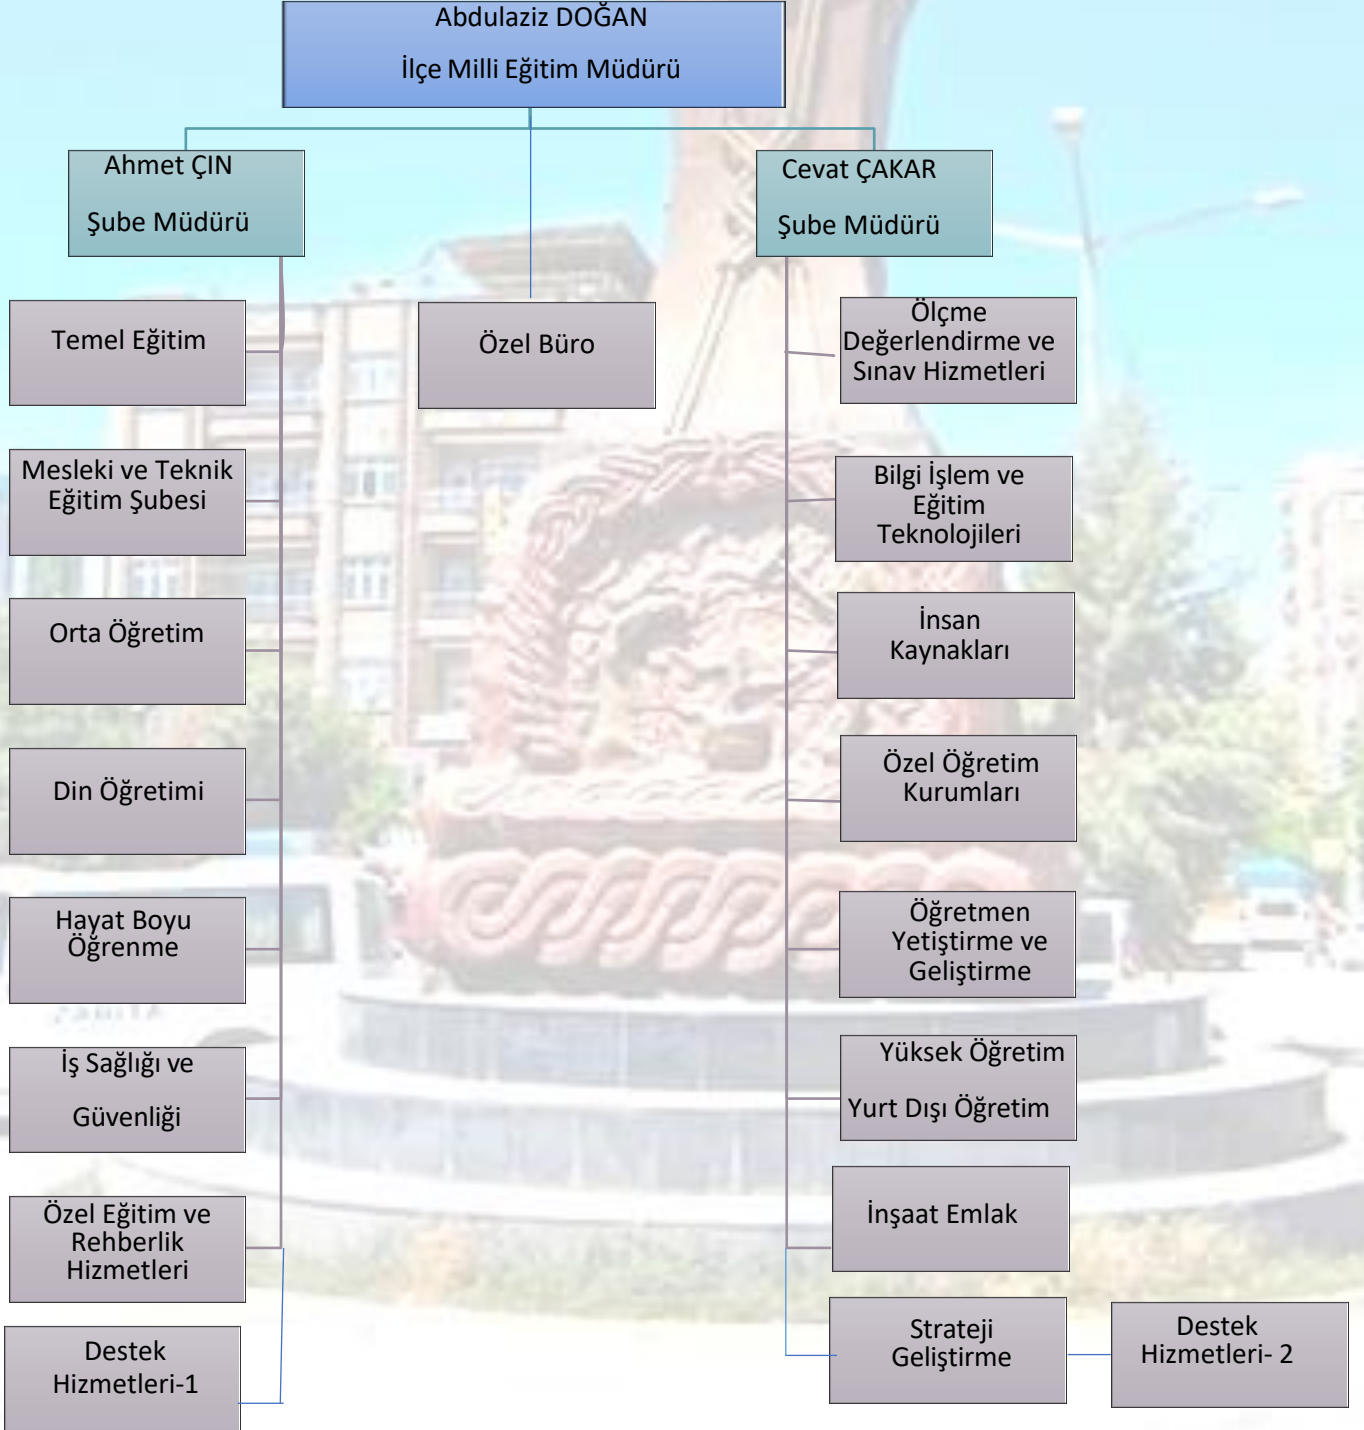 Abdulaziz DOĞAN
İlçe Milli Eğitim Müdürü
Ahmet ÇIN
Şube Müdürü
Cevat ÇAKAR
Şube Müdürü
Temel Eğitim
Mesleki ve Teknik
Eğitim Şubesi
Orta Öğretim
Din Öğretimi
Hayat Boyu
Öğrenme
İş Sağlığı ve
Güvenliği
Özel Eğitim ve
Rehberlik
Hizmetleri
Destek
Hizmetleri-1
Özel Büro
Ölçme
Değerlendirme ve
Sınav Hizmetleri
Bilgi İşlem ve
Eğitim
Teknolojileri
İnsan
Kaynakları
Özel Öğretim
Kurumları
Öğretmen
Yetiştirme ve
Geliştirme
Yüksek Öğretim
Yurt Dışı Öğretim
İnşaat Emlak
Strateji
Geliştirme
Destek
Hizmetleri- 2